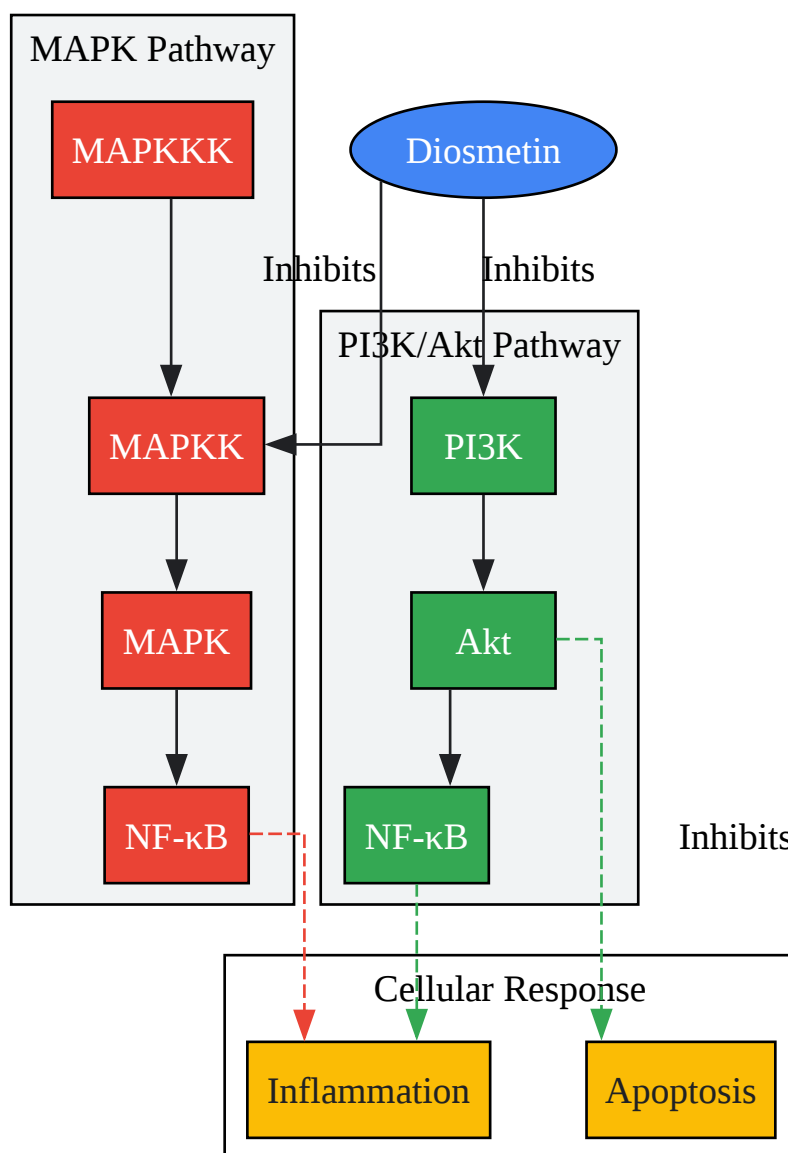 MAPK Pathway
MAPKKK
Diosmetin
Inhibits
Inhibits
PI3K/Akt Pathway
MAPKK
PI3K
MAPK
Akt
NF-κB
NF-κB
Inhibits
Cellular Response
Inflammation
Apoptosis